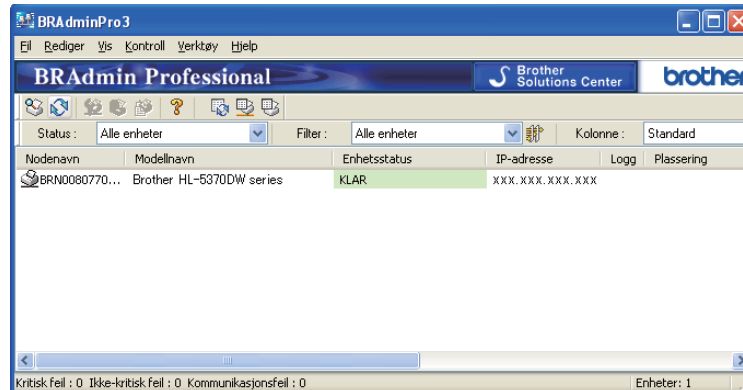 BRAdminPro3
Fil Rediger Vis Kontroll Verktøy Hjelp
BRAdmin Professional Brother Solutions Center brother
Status : Alle enheter Filter : Alle enheter Kolonne : Standard
Nodenavn Modellnavn Enhetsstatus IP-adresse Logg Plassering
BRN0080770... Brother HL-5370DW series KLAR XXX.XXX.XXX.XXX
Kritisk feil : 0 Ikke-kritisk feil : 0 Kommunikasjonsfeil : 0 Enheter: 1